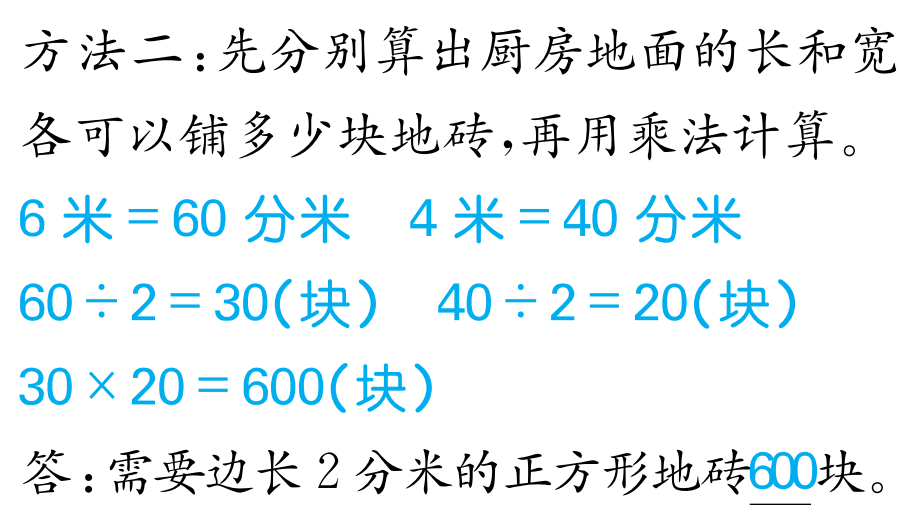 方法二:先分别算出厨房地面的长和宽
各可以铺多少块地砖,再用乘法计算。
6 米=60 分米 4 米=40 分米
60÷2=30(块) 40÷2=20(块)
30×20=600(块)
答:需要边长 2 分米的正方形地砖600块。